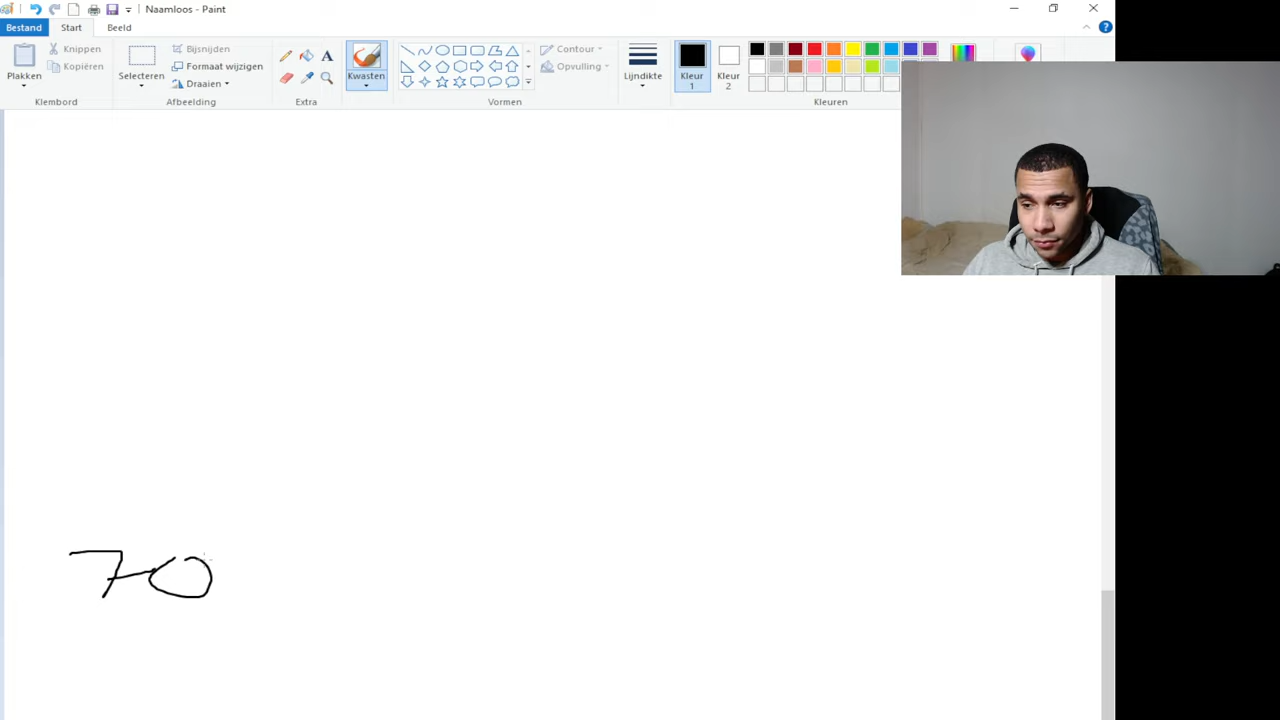 Naamloos - Paint
Bestand Start Beeld
Plakken
Knippen
Kopiëren
Klembord
Selecteren
Bijsnijden
Formaat wijzigen
Draaien
Afbeelding
A
Extra
Kwasten
Contour
Opvulling
Vormen
Lijndikte
Kleur 1
Kleur 2
Kleuren
70